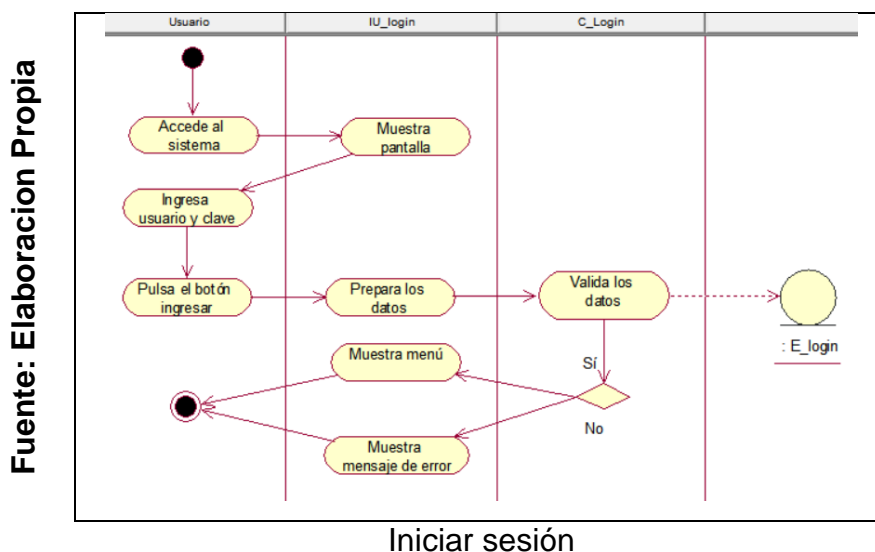 Fuente: Elaboracion Propia
Usuario
IU_login
C_Login
Accede al
sistema
Muestra
pantalla
Ingresa
usuario y clave
Pulsa el botón
ingresar
Prepara los
datos
Valida los
datos
: E_login
Muestra menú
Sí
No
Muestra
mensaje de error
Iniciar sesión